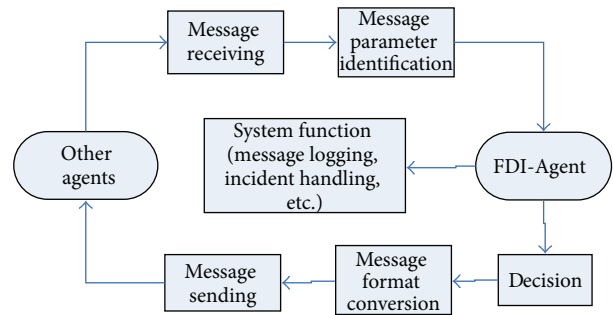 Message
receiving
Message
parameter
identification
Other
agents
System function
(message logging,
incident handling,
etc.)
FDI-Agent
Message
sending
Message
format
conversion
Decision